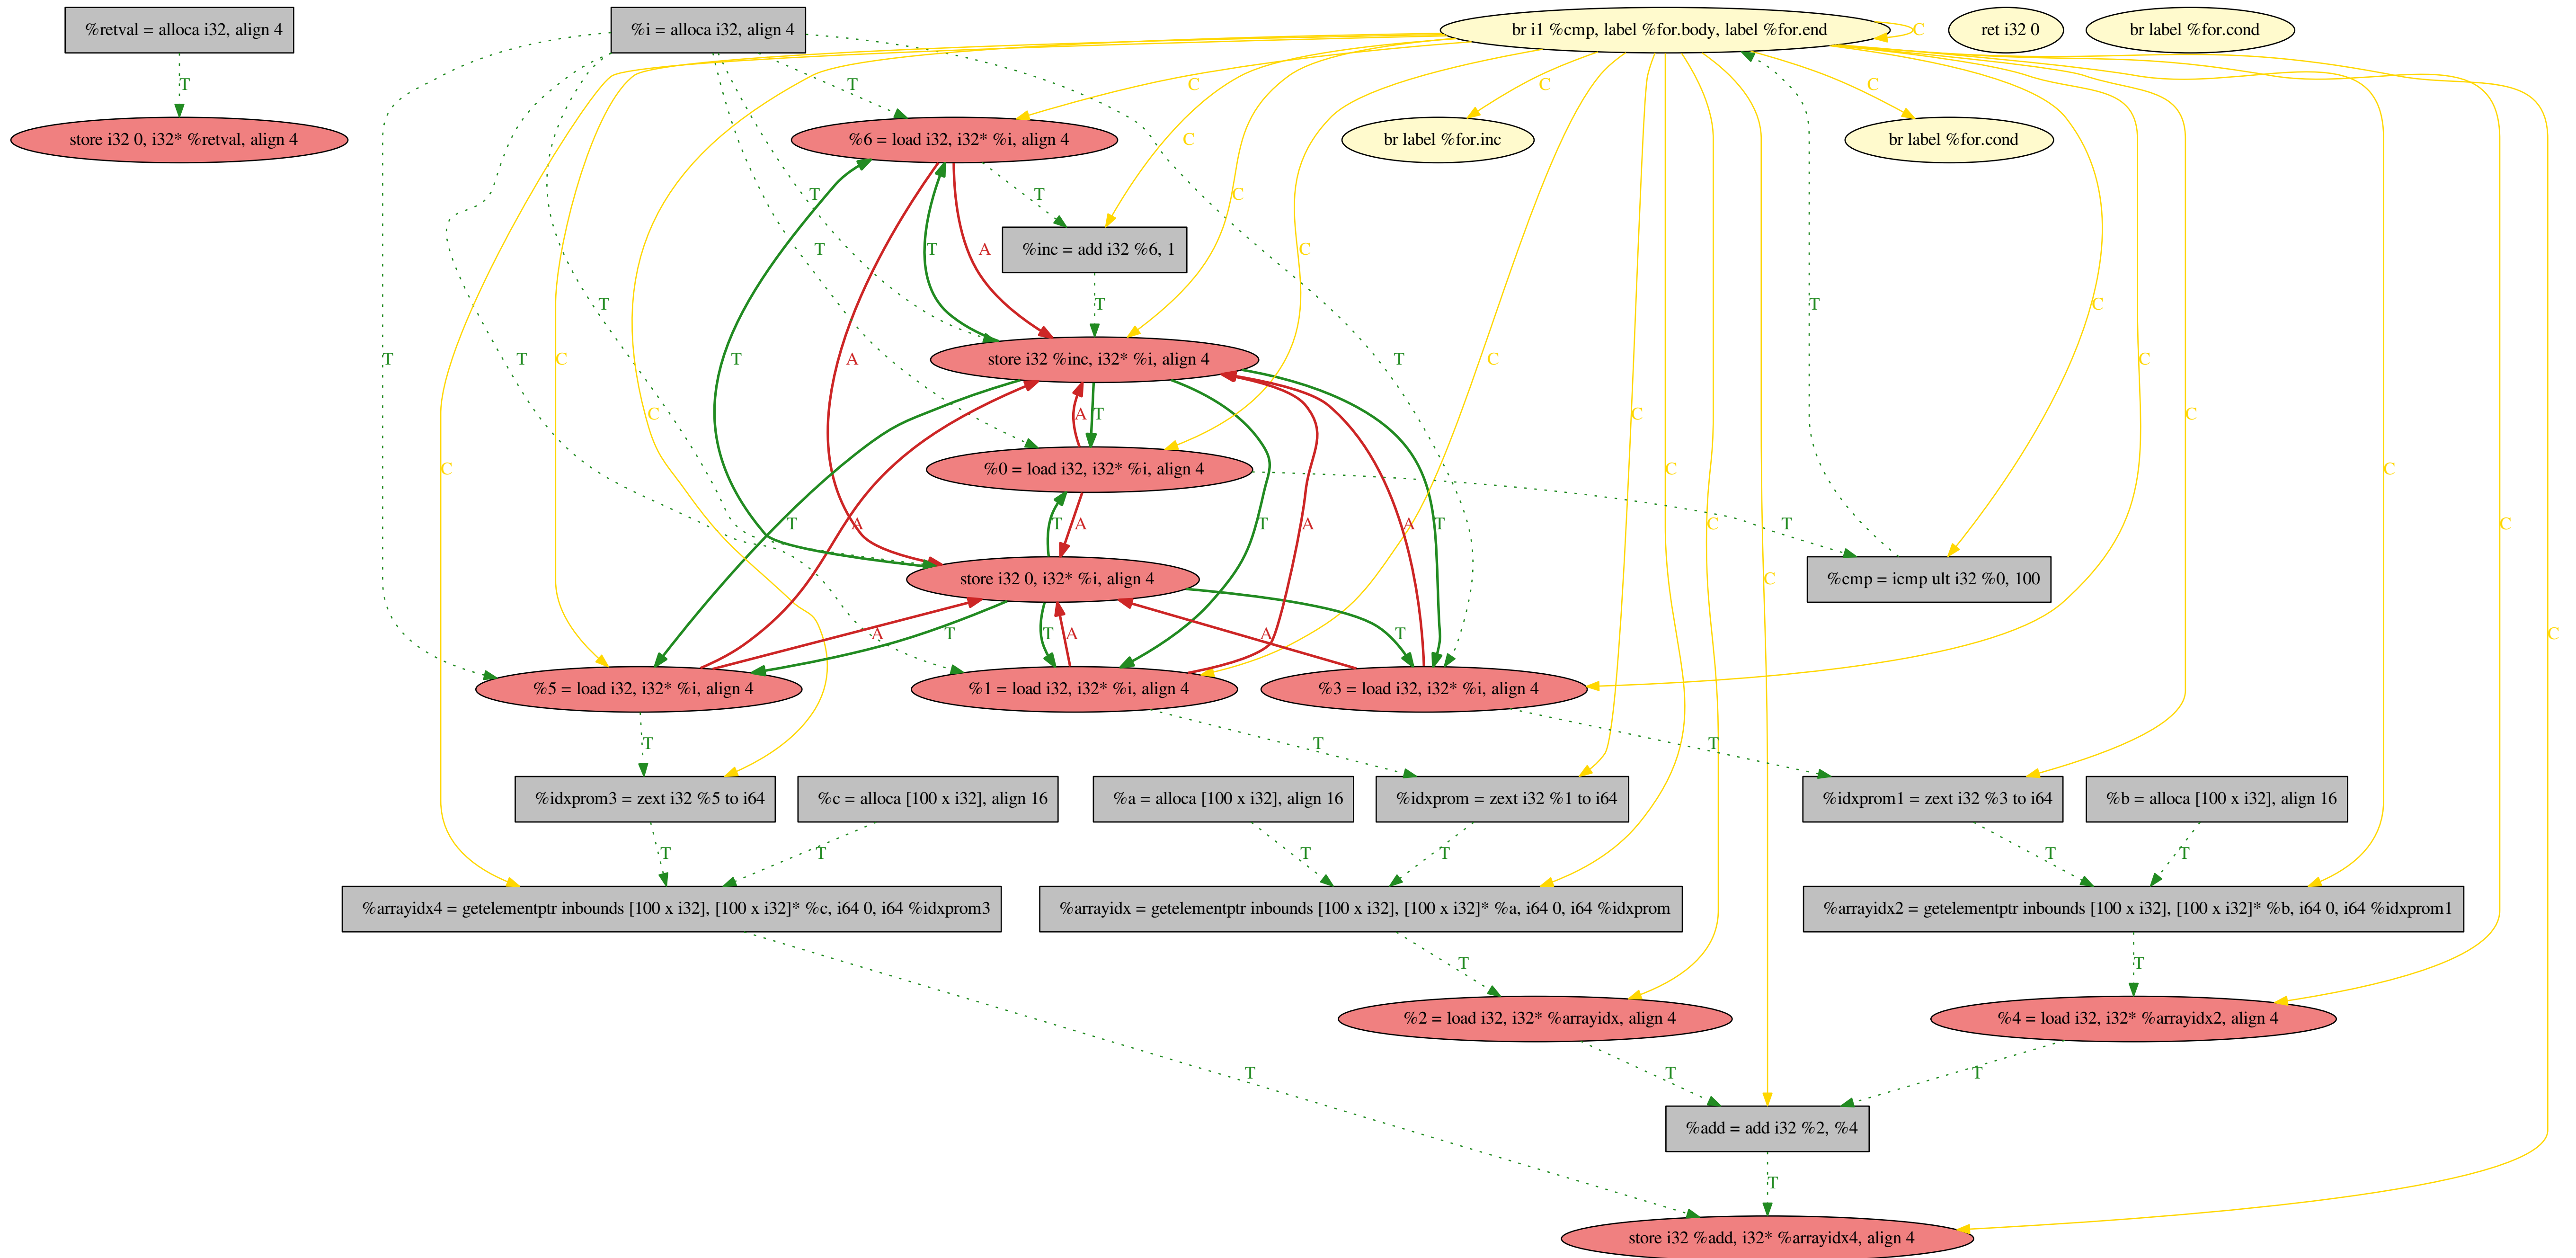 %retval = alloca i32, align 4
%i = alloca i32, align 4
br i1 %cmp, label %for.body, label %for.end
C
ret i32 0
br label %for.cond
T
T
C
C
C
store i32 0, i32* %retval, align 4
%6 = load i32, i32* %i, align 4
C
br label %for.inc
br label %for.cond
T
T
C
T
T
A
%inc = add i32 %6, 1
C
T
T
C
T
C
T
C
T
T
A
store i32 %inc, i32* %i, align 4
T
C
C
C
A
T
C
C
C
%0 = load i32, i32* %i, align 4
C
C
T
A
T
A
T
A
A
T
C
T
C
store i32 0, i32* %i, align 4
C
%cmp = icmp ult i32 %0, 100
A
T
T
A
A
T
C
%5 = load i32, i32* %i, align 4
%1 = load i32, i32* %i, align 4
%3 = load i32, i32* %i, align 4
T
T
T
%idxprom3 = zext i32 %5 to i64
%c = alloca [100 x i32], align 16
%a = alloca [100 x i32], align 16
%idxprom = zext i32 %1 to i64
%idxprom1 = zext i32 %3 to i64
%b = alloca [100 x i32], align 16
T
T
T
T
T
T
%arrayidx4 = getelementptr inbounds [100 x i32], [100 x i32]* %c, i64 0, i64 %idxprom3
%arrayidx = getelementptr inbounds [100 x i32], [100 x i32]* %a, i64 0, i64 %idxprom
%arrayidx2 = getelementptr inbounds [100 x i32], [100 x i32]* %b, i64 0, i64 %idxprom1
T
T
%2 = load i32, i32* %arrayidx, align 4
%4 = load i32, i32* %arrayidx2, align 4
T
T
T
%add = add i32 %2, %4
T
store i32 %add, i32* %arrayidx4, align 4